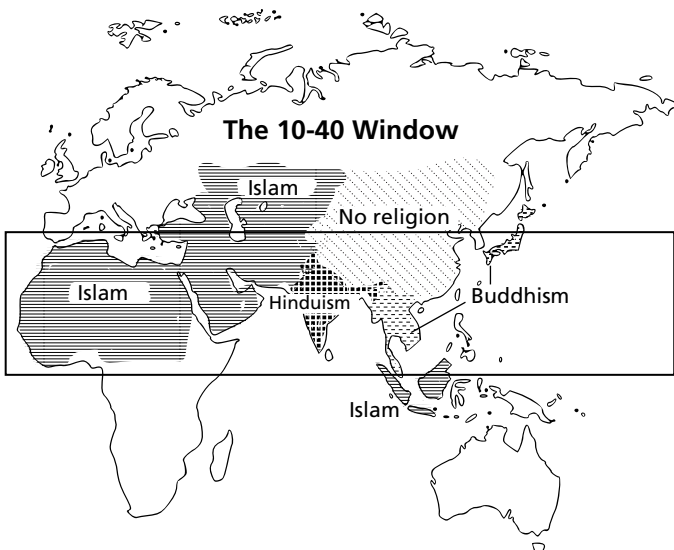 The 10-40 Window
Islam
No religion
Islam
Hinduism
Buddhism
Islam